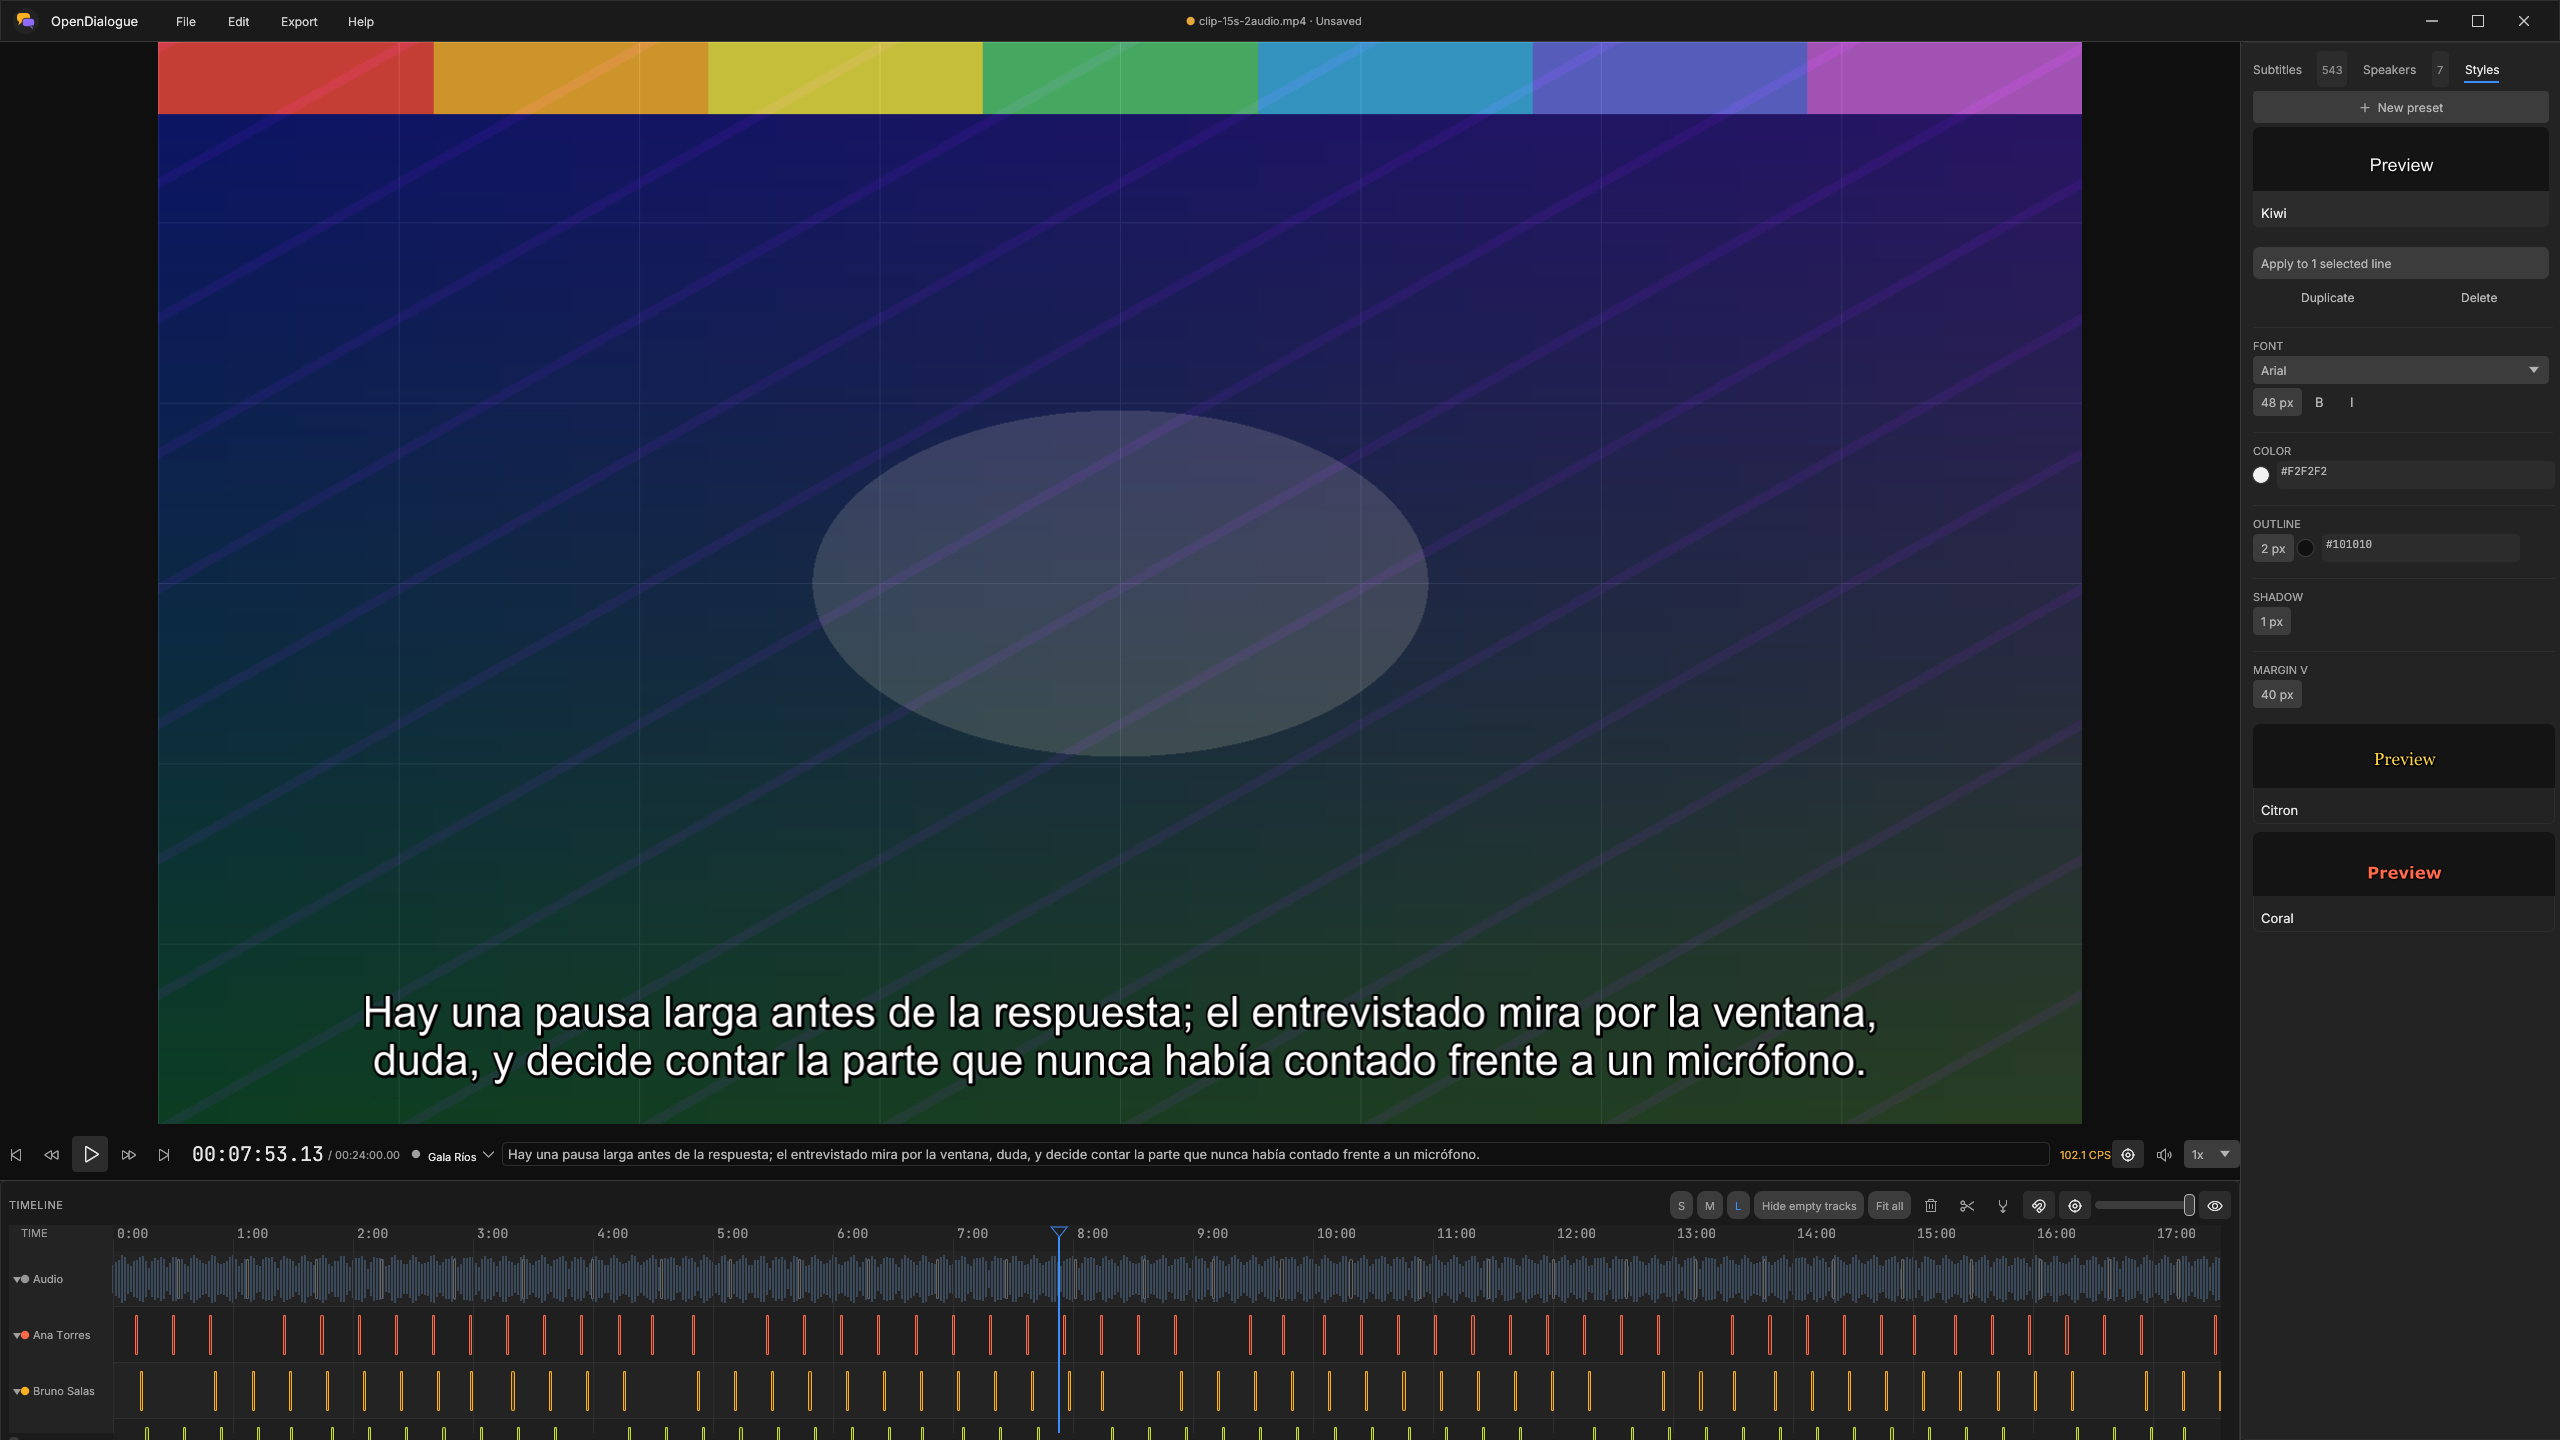 OpenDialogue File Edit Export Help
clip-15s-2audio.mp4 · Unsaved
Subtitles 543 Speakers 7 Styles
+ New preset
Preview
Kiwi
Apply to 1 selected line
Duplicate Delete
FONT
Arial
48 px B I
COLOR
#F2F2F2
OUTLINE
2 px #101010
SHADOW
1 px
MARGIN V
40 px
Preview
Citron
Preview
Coral
Hay una pausa larga antes de la respuesta; el entrevistado mira por la ventana,
duda, y decide contar la parte que nunca había contado frente a un micrófono.
00:07:53.13 / 00:24:00.00 Gala Ríos Hay una pausa larga antes de la respuesta; el entrevistado mira por la ventana, duda, y decide contar la parte que nunca había contado frente a un micrófono. 102.1 CPS 1x
TIMELINE S M L Hide empty tracks Fit all
TIME 0:00 1:00 2:00 3:00 4:00 5:00 6:00 7:00 8:00 9:00 10:00 11:00 12:00 13:00 14:00 15:00 16:00 17:00
Audio
Ana Torres
Bruno Salas